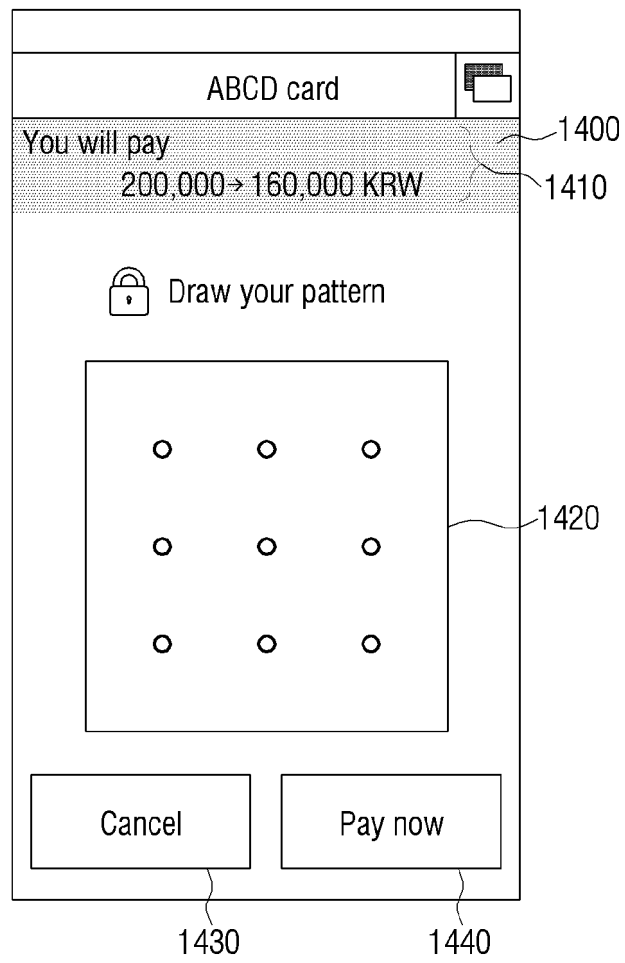 ABCD card
You will pay
200,000→160,000 KRW
1400
1410
Draw your pattern
1420
Cancel
Pay now
1430
1440